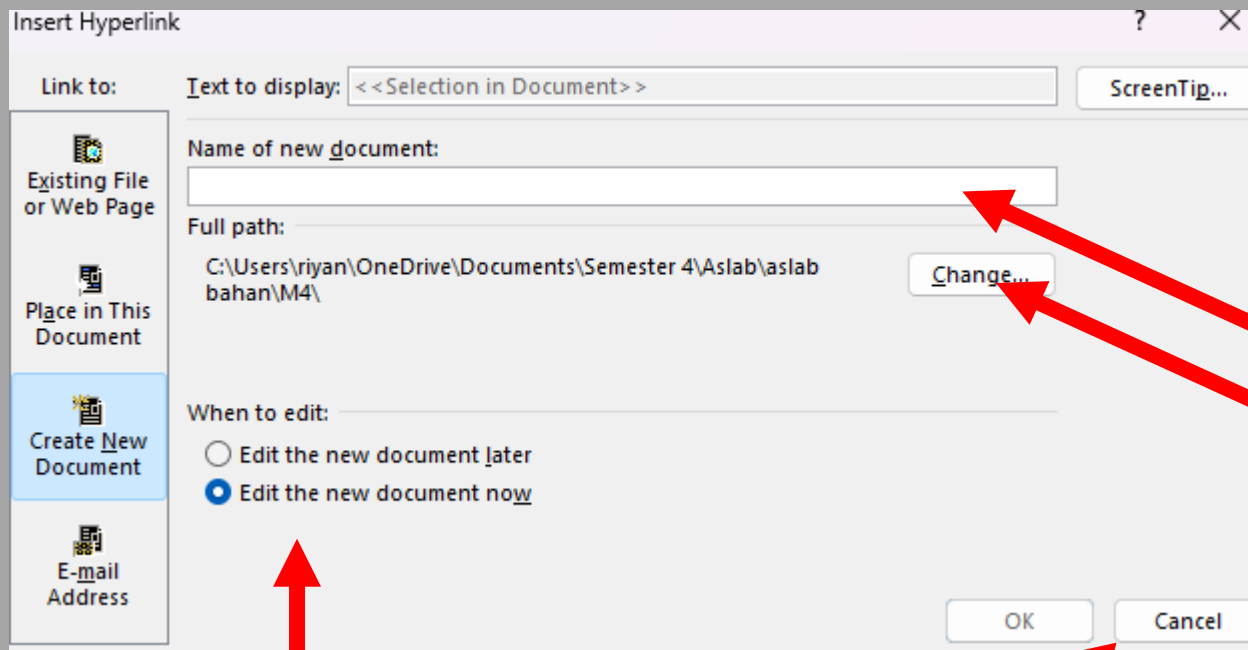 Insert Hyperlink ?
Link to:
Text to display: <<Selection in Document>>
ScreenTip...
Existing File
or Web Page
Name of new document:
Full path:
C:\Users\riyan\OneDrive\Documents\Semester 4\Aslab\aslab
bahan\M4\
Change...
Place in This
Document
Create New
Document
When to edit:
Edit the new document later
Edit the new document now
E-mail
Address
OK
Cancel